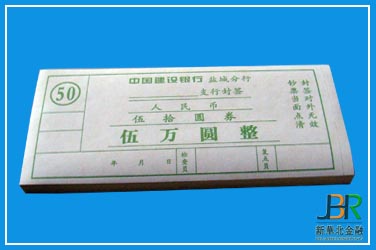 中国建设银行 盐城分行
50
支行封签
人民币
伍拾圆券
伍万圆整
年 月 日
检查员
复点员
封签对外无效
钞票当面点清
JBR
新华北金融